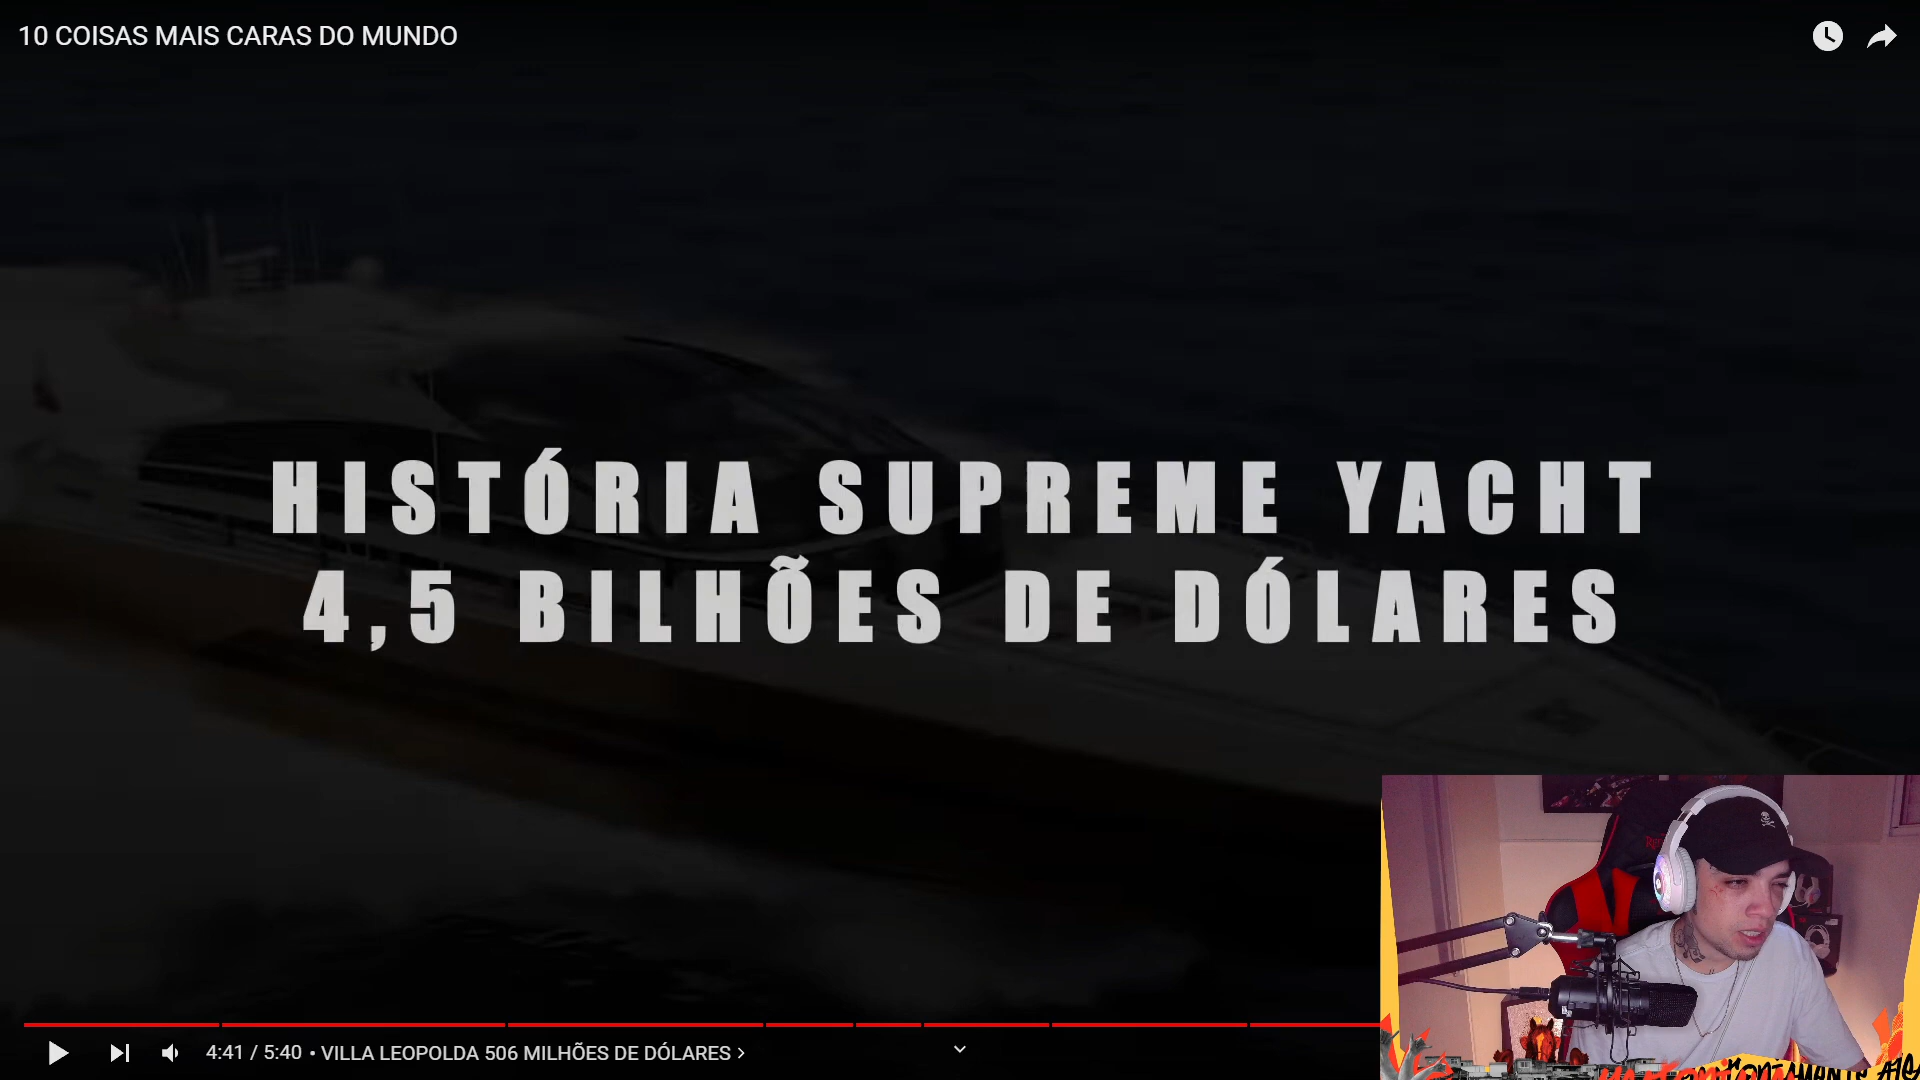 10 COISAS MAIS CARAS DO MUNDO
HISTÓRIA SUPREME YACHT
4,5 BILHÕES DE DÓLARES
4:41 / 5:40 • VILLA LEOPOLDA 506 MILHÕES DE DÓLARES